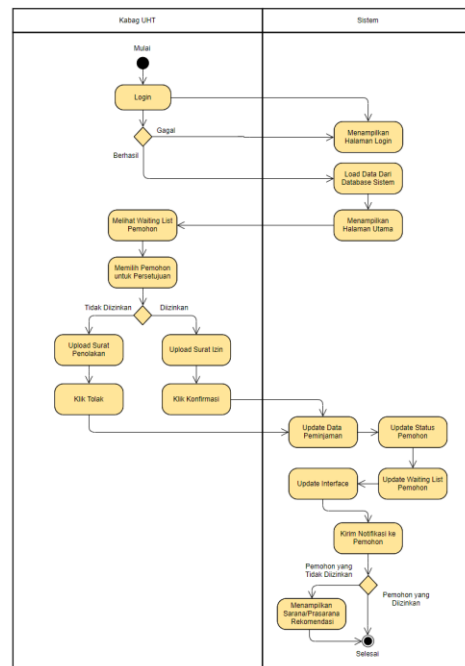 Kabag UHT
Sistem
Mulai
Login
Gagal
Menampilkan
Halaman Login
Berhasil
Load Data Dari
Database Sistem
Melihat Waiting List
Pemohon
Menampilkan
Halaman Utama
Memilih Pemohon
untuk Persetujuan
Tidak Diizinkan
Diizinkan
Upload Surat
Penolakan
Upload Surat Izin
Klik Tolak
Klik Konfirmasi
Update Data
Peminjaman
Update Status
Pemohon
Update Interface
Update Waiting List
Pemohon
Kirim Notifikasi ke
Pemohon
Pemohon yang
Tidak Diizinkan
Pemohon yang
Diizinkan
Menampilkan
Sarana/Prasarana
Rekomendasi
Selesai